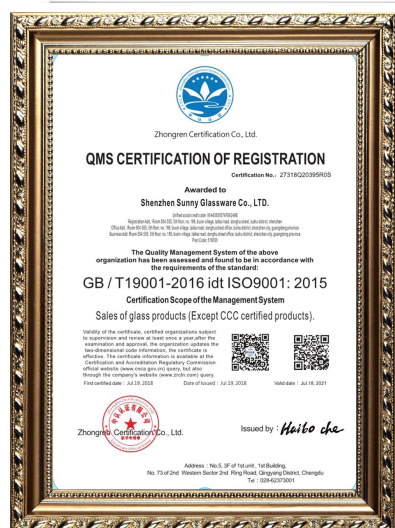 Zhongren Certification Co., Ltd.
QMS CERTIFICATION OF REGISTRATION
Certification No.: 27318Q20395R0S
Awarded to
Shenzhen Sunny Glassware Co., LTD.
The Quality Management System of the above
organization has been assessed and found to be in accordance with
the requirements of the standard:
GB / T19001-2016 idt ISO9001: 2015
Certification Scope of the Management System
Sales of glass products (Except CCC certified products).
Validity of the certificate, certified organizations subject
to supervision and review at least once a year,after the
examination and approval, the organization updates the
two-dimensional code information, the certificate is
effective. The certificate information is available at the
Certification and Accreditation Regulatory Commission
official website (www.cnca.gov.cn) query, but also
through the company's website (www.zrcln.com) query.
First certified date : Jul.19, 2018 Date of issued : Jul.19, 2018 Valid date : Jul 18, 2021
Zhongren Certification Co., Ltd. Issued by : Haibo che
Address : No.5, 3F of 1st unit, 1st Building,
No. 73 of 2nd Western Sector 2nd Ring Road, Qingyang District, Chengdu
Tel : 028-62373001